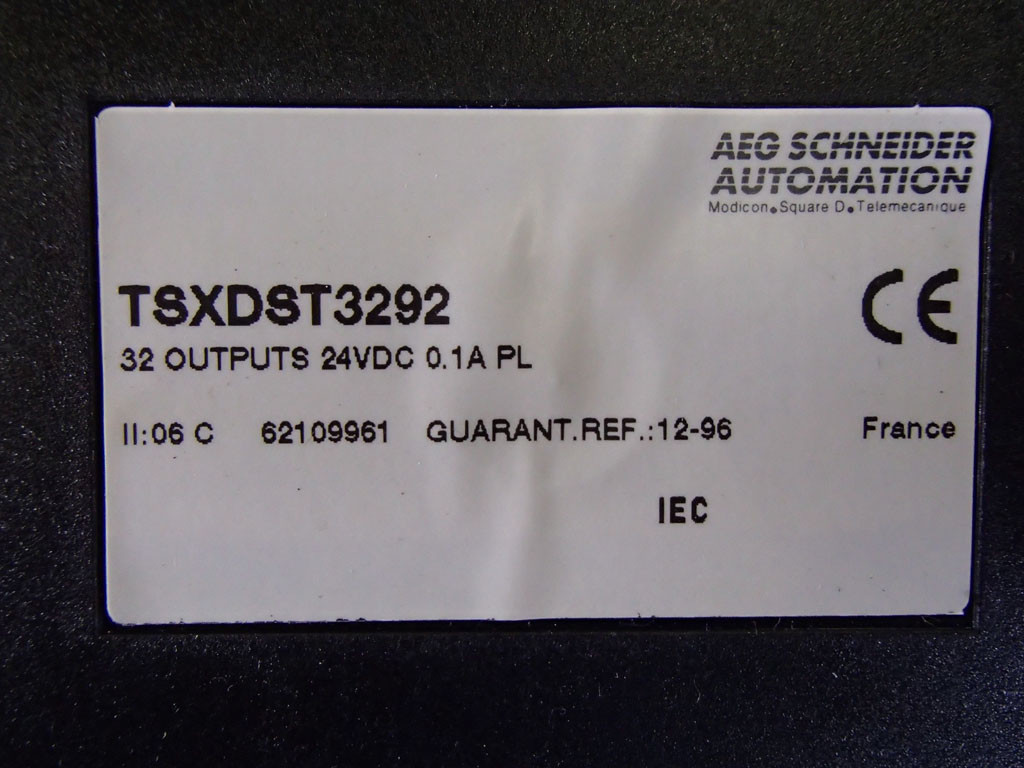 AEG SCHNEIDER
AUTOMATION
Modicon•Square D•Telemecanique
TSXDST3292
CE
32 OUTPUTS 24VDC 0.1A PL
II:06 C 62109961 GUARANT.REF.:12-96 France
IEC